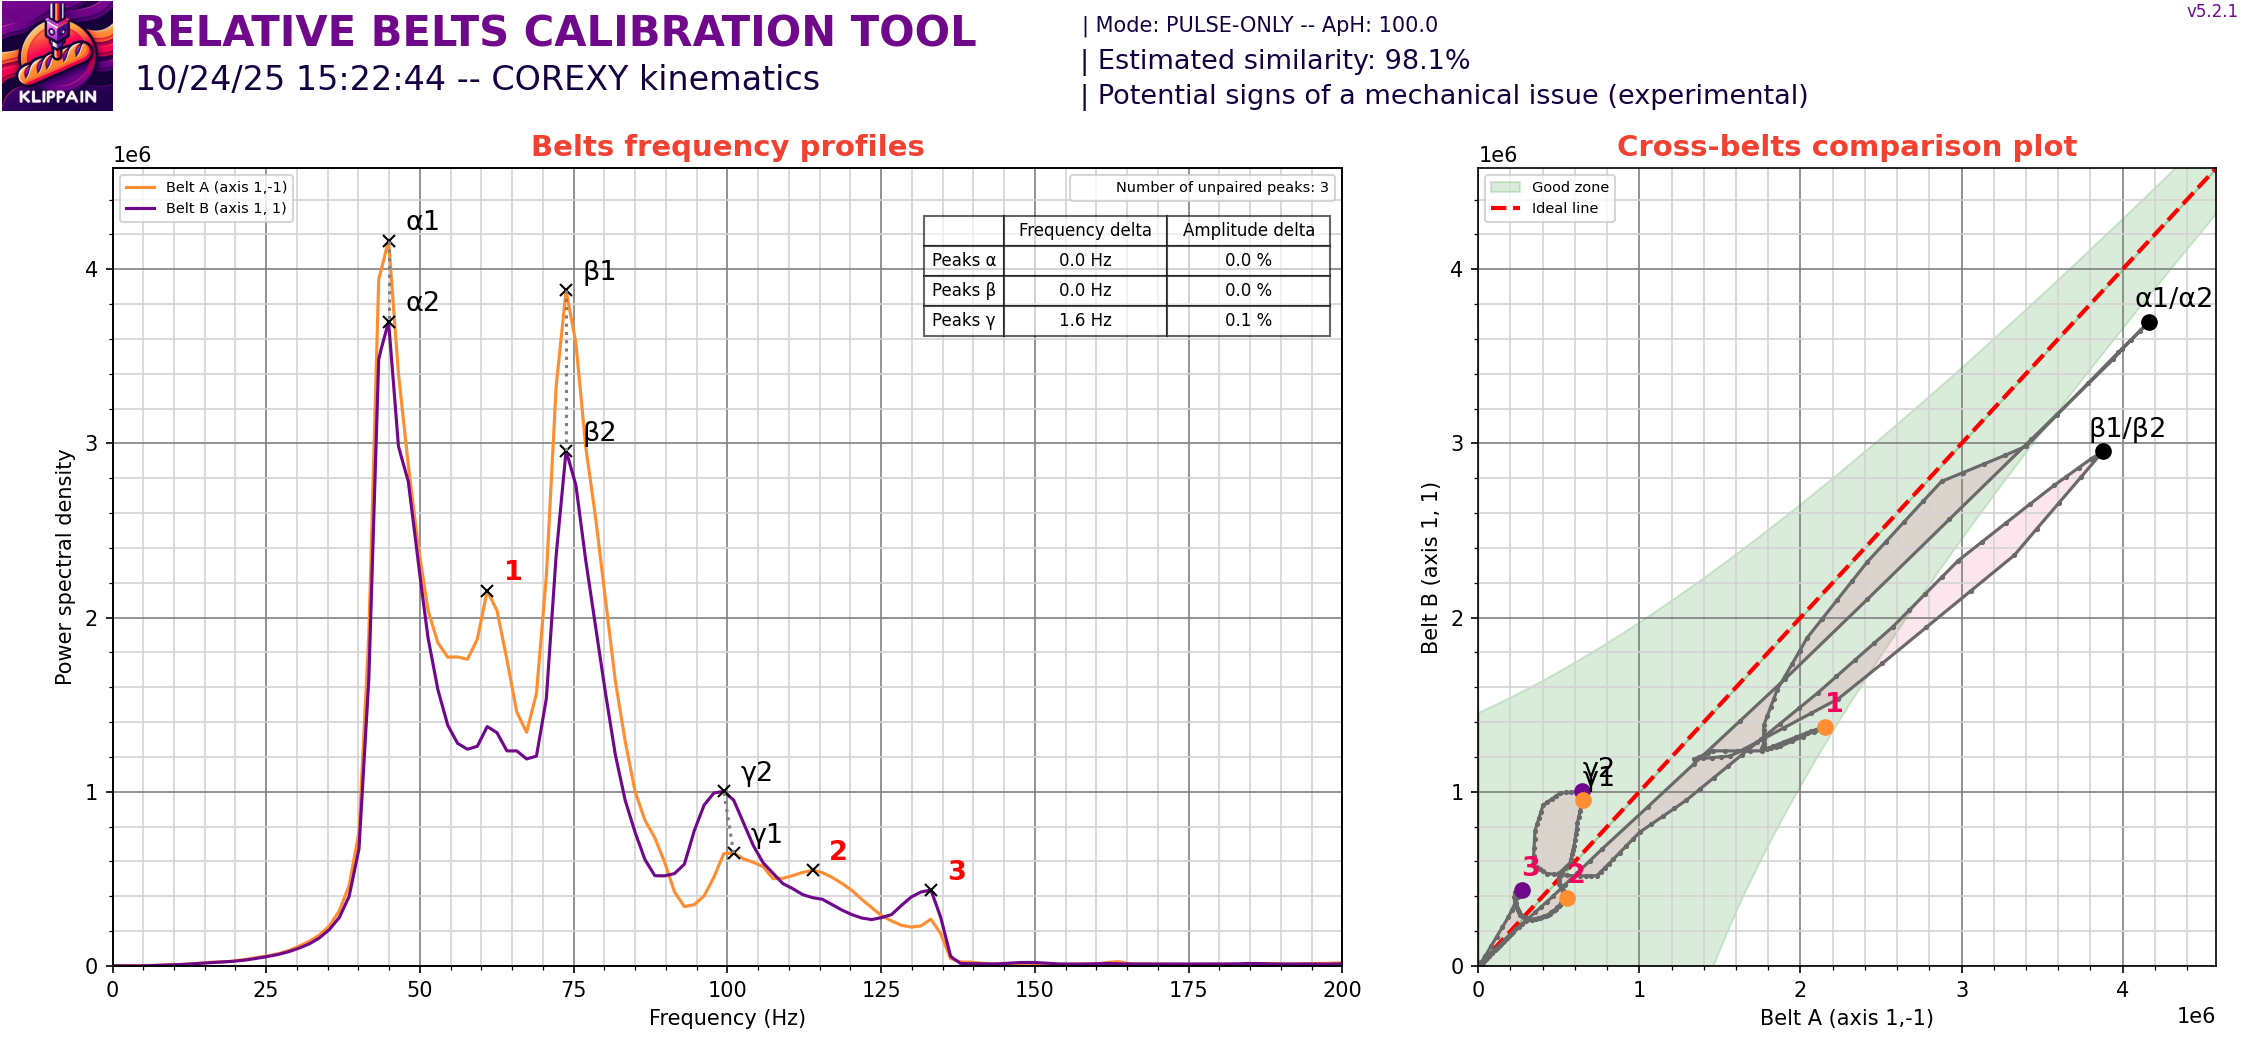 KLIPPAIN
RELATIVE BELTS CALIBRATION TOOL
10/24/25 15:22:44 -- COREXY kinematics
| Mode: PULSE-ONLY -- ApH: 100.0
| Estimated similarity: 98.1%
| Potential signs of a mechanical issue (experimental)
v5.2.1
Belts frequency profiles
1e6
Belt A (axis 1,-1)
Belt B (axis 1, 1)
Number of unpaired peaks: 3
Frequency delta Amplitude delta
Peaks α 0.0 Hz 0.0 %
Peaks β 0.0 Hz 0.0 %
Peaks γ 1.6 Hz 0.1 %
α1
α2
β1
β2
1
γ2
γ1
2
3
Power spectral density
4
3
2
1
0
0 25 50 75 100 125 150 175 200
Frequency (Hz)
Cross-belts comparison plot
1e6
Good zone
Ideal line
α1/α2
β1/β2
1
γ2
γ1
3
2
Belt B (axis 1, 1)
4
3
2
1
0
0 1 2 3 4
Belt A (axis 1,-1)
1e6